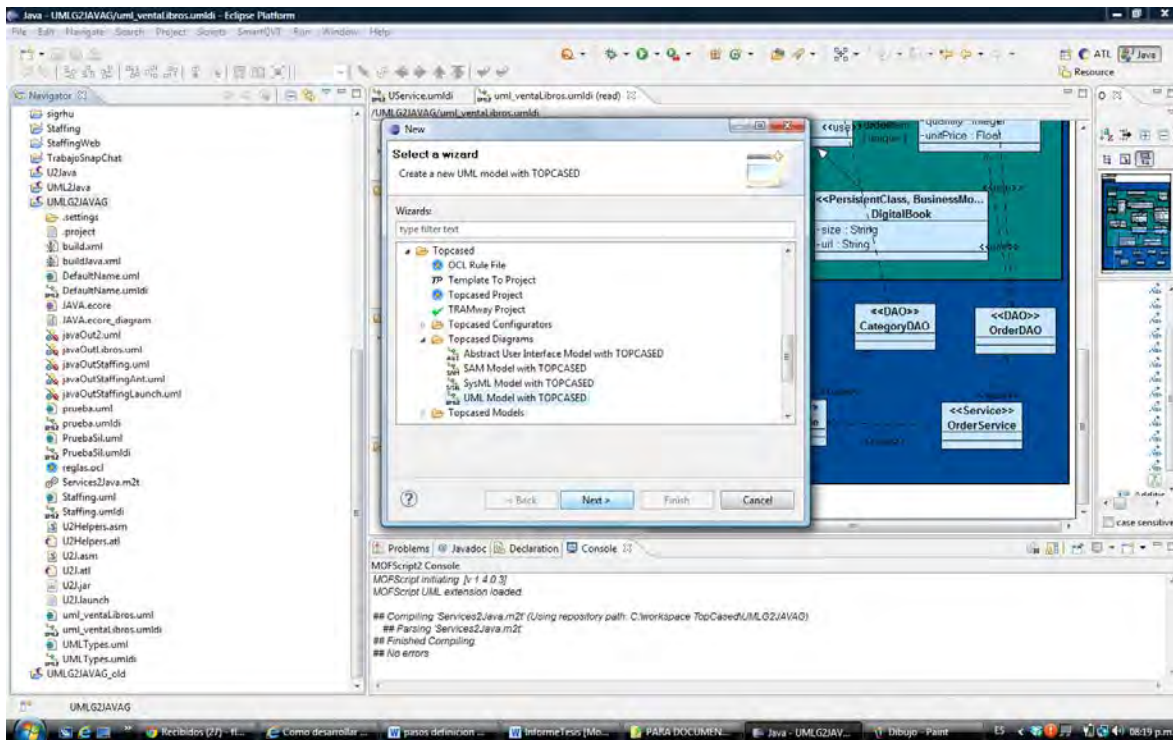 Java - UMLG2JAVAG/uml_ventaLibros.umldi - Eclipse Platform
File Edit Navigate Search Project Scripts SmartQVT Run Window Help
ATL
Java
Resource
Navigator
sigrhu
Staffing
StaffingWeb
TrabajoSnapChat
U2Java
UML2Java
UMLG2JAVAG
.settings
.project
build.xml
buildJava.xml
DefaultName.uml
DefaultName.umldi
JAVA.ecore
JAVA.ecore_diagram
javaOut2.uml
javaOutLibros.uml
javaOutStaffing.uml
javaOutStaffingAnt.uml
javaOutStaffingLaunch.uml
prueba.uml
prueba.umldi
PruebaSil.uml
PruebaSil.umldi
reglas.ocl
Services2Java.m2t
Staffing.uml
Staffing.umldi
U2Helpers.asm
U2Helpers.atl
U2J.asm
U2J.atl
U2J.jar
U2J.launch
uml_ventaLibros.uml
uml_ventaLibros.umldi
UMLTypes.uml
UMLTypes.umldi
UMLG2JAVAG_old
UService.umldi
uml_ventaLibros.umldi (read)
/UMLG2JAVAG/uml_ventaLibros.umldi
New
Select a wizard
Create a new UML model with TOPCASED
Wizards:
type filter text
Topcased
OCL Rule File
TP Template To Project
Topcased Project
TRAMway Project
Topcased Configurators
Topcased Diagrams
Abstract User Interface Model with TOPCASED
SAM Model with TOPCASED
SysML Model with TOPCASED
UML Model with TOPCASED
Topcased Models
< Back
Next >
Finish
Cancel
-quantity : Integer
-unitPrice : Float
<<PersistentClass, BusinessMo...
DigitalBook
-size : String
-url : String
<<DAO>>
CategoryDAO
<<DAO>>
OrderDAO
<<Service>>
OrderService
case sensitive
Problems Javadoc Declaration Console
MOFScript2 Console
MOFScript initiating [v 1.4.0.3]
MOFScript UML extension loaded.
## Compiling 'Services2Java.m2t' (Using repository path: C:\workspace TopCased\UMLG2JAVAG)
## Parsing 'Services2Java.m2t'
## Finished Compiling
## No errors
UMLG2JAVAG
Recibidos (27) - fl...
Como desarrollar ...
pasos definicion ...
InformeTesis [Mo...
PARA DOCUMEN...
Java - UMLG2JAV...
Dibujo - Paint
ES
08:19 p.m.